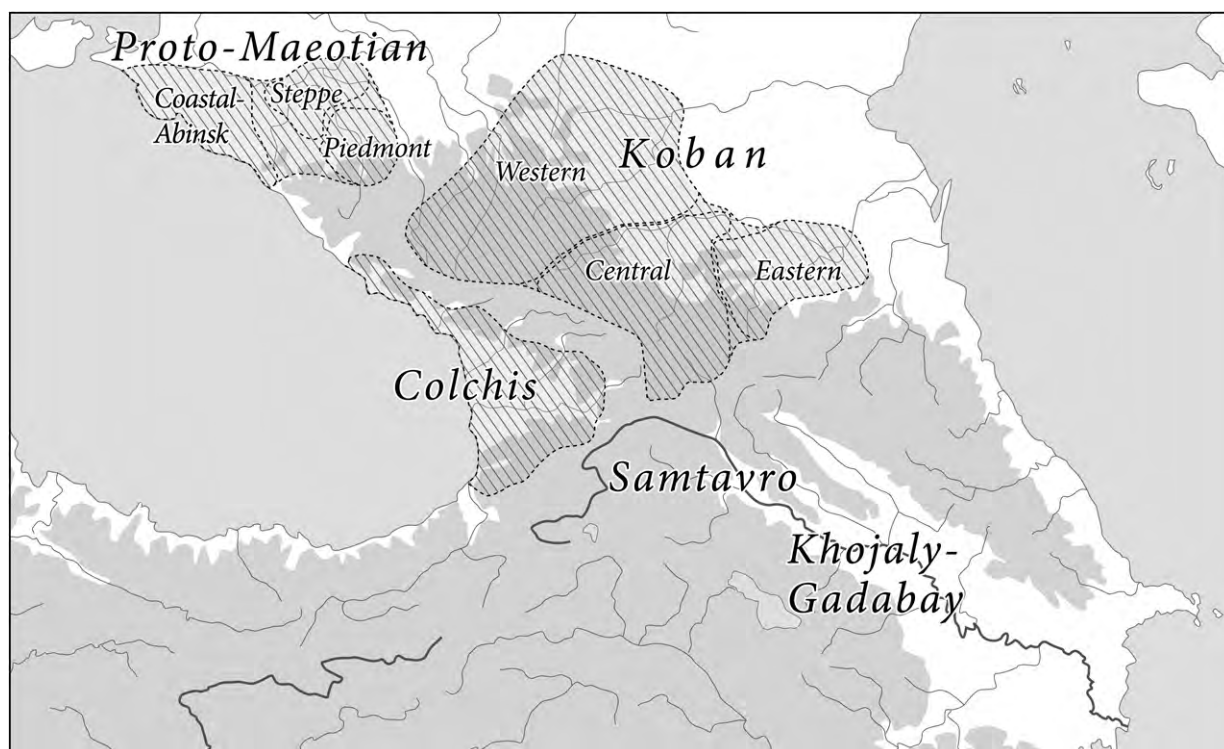 Proto-Maeotian
Coastal-
Abinsk
Steppe
Piedmont
Western
Koban
Central
Eastern
Colchis
Samtavro
Khojaly-
Gadabay